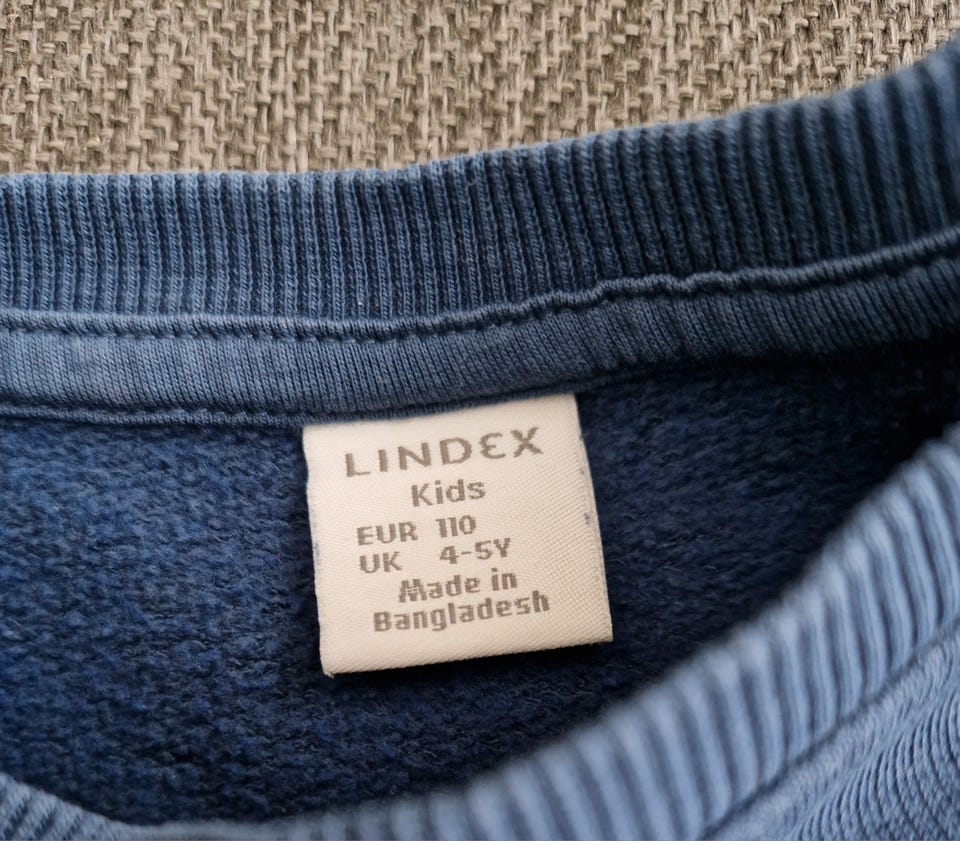 LINDEX
Kids
EUR 110
UK 4-5Y
Made in
Bangladesh